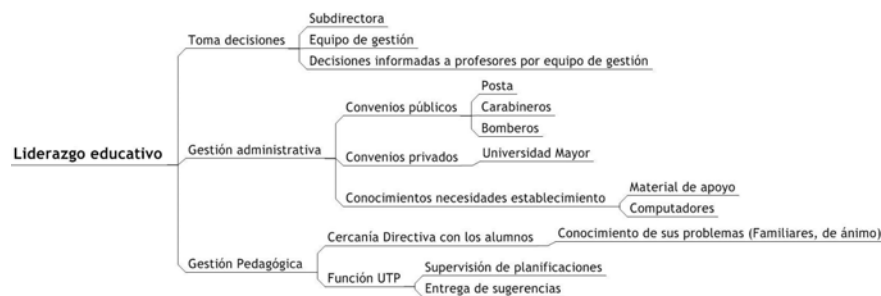 Liderazgo educativo
Toma decisiones
Subdirectora
Equipo de gestión
Decisiones informadas a profesores por equipo de gestión
Gestión administrativa
Convenios públicos
Posta
Carabineros
Bomberos
Convenios privados
Universidad Mayor
Conocimientos necesidades establecimiento
Material de apoyo
Computadores
Gestión Pedagógica
Cercanía Directiva con los alumnos
Conocimiento de sus problemas (Familiares, de ánimo)
Función UTP
Supervisión de planificaciones
Entrega de sugerencias